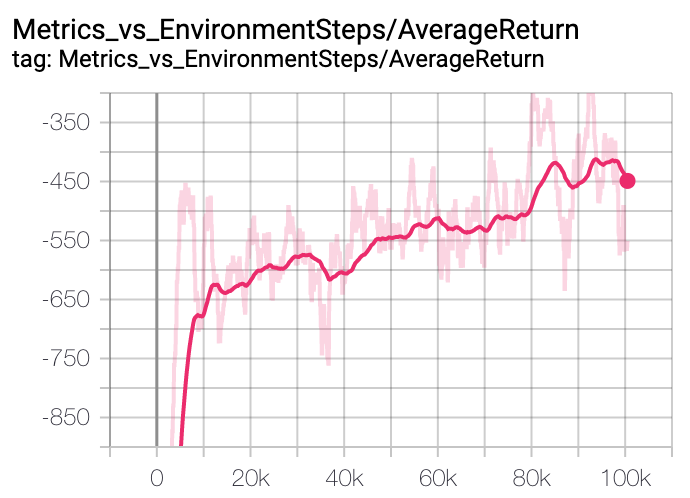 Metrics_vs_EnvironmentSteps/AverageReturn
tag: Metrics_vs_EnvironmentSteps/AverageReturn
-350
-450
-550
-650
-750
-850
0 20k 40k 60k 80k 100k